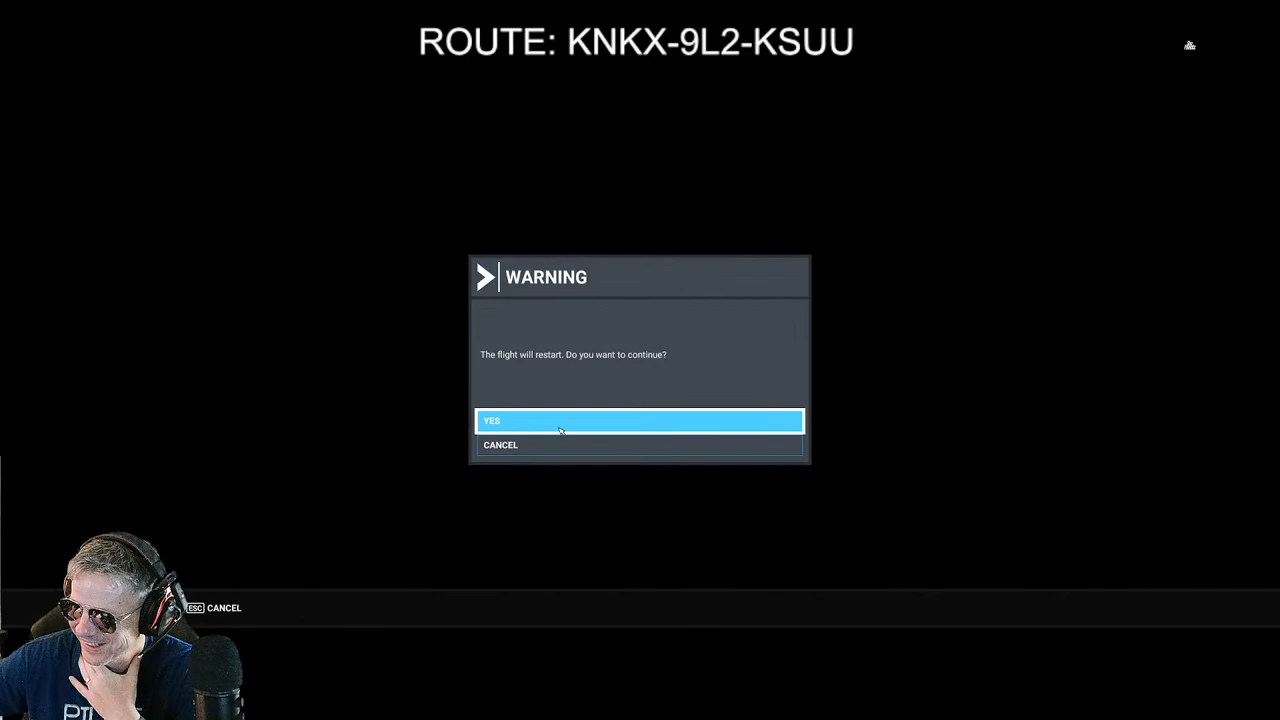 ROUTE: KNKX-9L2-KSUU
WARNING
The flight will restart. Do you want to continue?
YES
CANCEL
ESC CANCEL